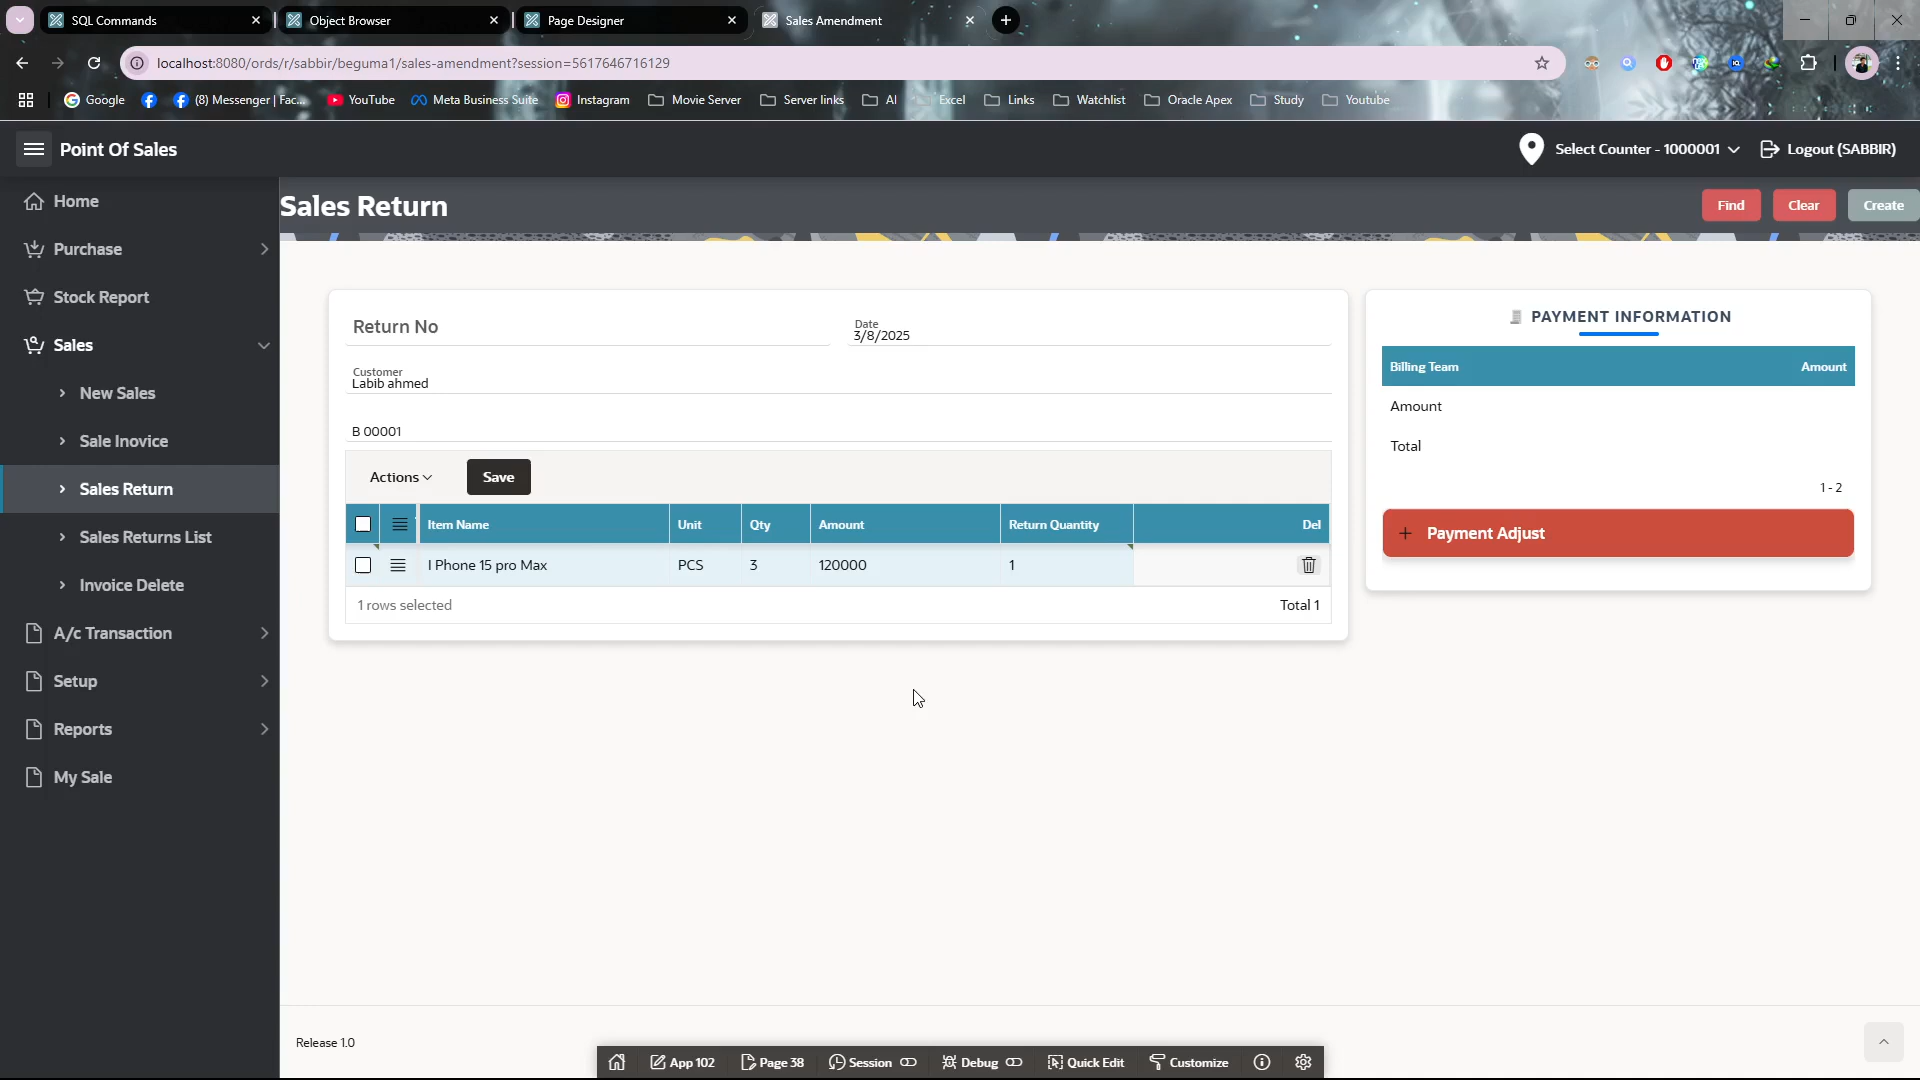 SQL Commands
Object Browser
Page Designer
Sales Amendment
localhost:8080/ords/r/sabbir/beguma1/sales-amendment?session=5617646716129
Google
(8) Messenger | Fac...
YouTube
Meta Business Suite
Instagram
Movie Server
Server links
AI
Excel
Links
Watchlist
Oracle Apex
Study
Youtube
Point Of Sales
Select Counter - 1000001
Logout (SABBIR)
Home
Purchase
Stock Report
Sales
New Sales
Sale Inovice
Sales Return
Sales Returns List
Invoice Delete
A/c Transaction
Setup
Reports
My Sale
Sales Return
Find
Clear
Create
Return No
Date
3/8/2025
Customer
Labib ahmed
B 00001
Actions
Save
Item Name Unit Qty Amount Return Quantity Del
I Phone 15 pro Max PCS 3 120000 1
1 rows selected
Total 1
PAYMENT INFORMATION
Billing Team Amount
Amount
Total
1 - 2
+ Payment Adjust
Release 1.0
App 102
Page 38
Session
Debug
Quick Edit
Customize